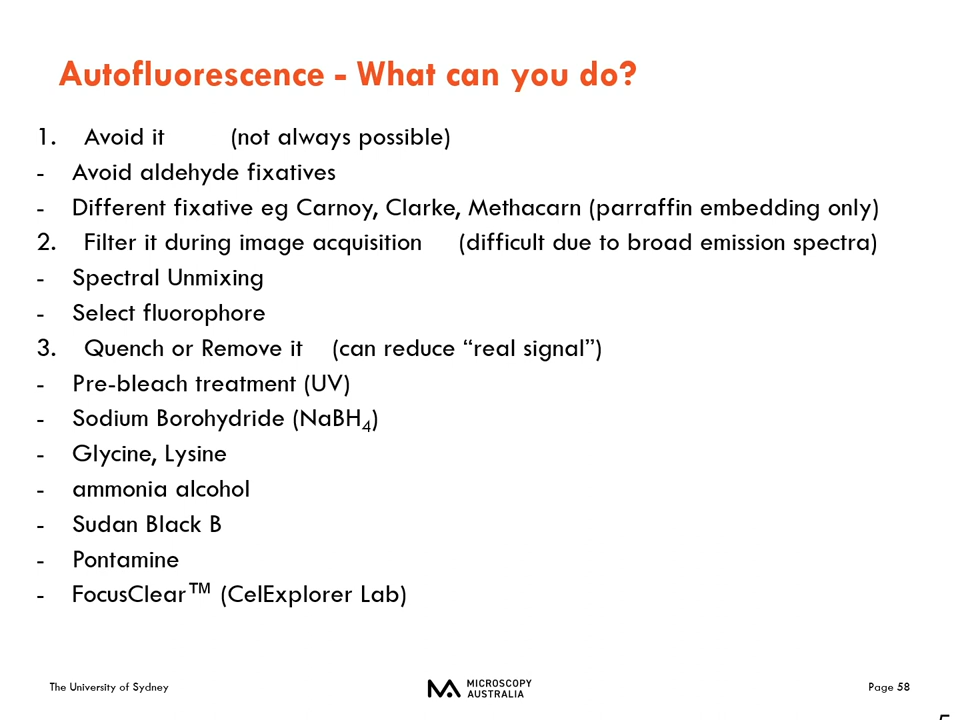 Autofluorescence - What can you do?
1. Avoid it (not always possible)
- Avoid aldehyde fixatives
- Different fixative eg Carnoy, Clarke, Methacarn (parraffin embedding only)
2. Filter it during image acquisition (difficult due to broad emission spectra)
- Spectral Unmixing
- Select fluorophore
3. Quench or Remove it (can reduce “real signal”)
- Pre-bleach treatment (UV)
- Sodium Borohydride (NaBH₄)
- Glycine, Lysine
- ammonia alcohol
- Sudan Black B
- Pontamine
- FocusClear™ (CelExplorer Lab)
The University of Sydney
MICROSCOPY
AUSTRALIA
Page 58